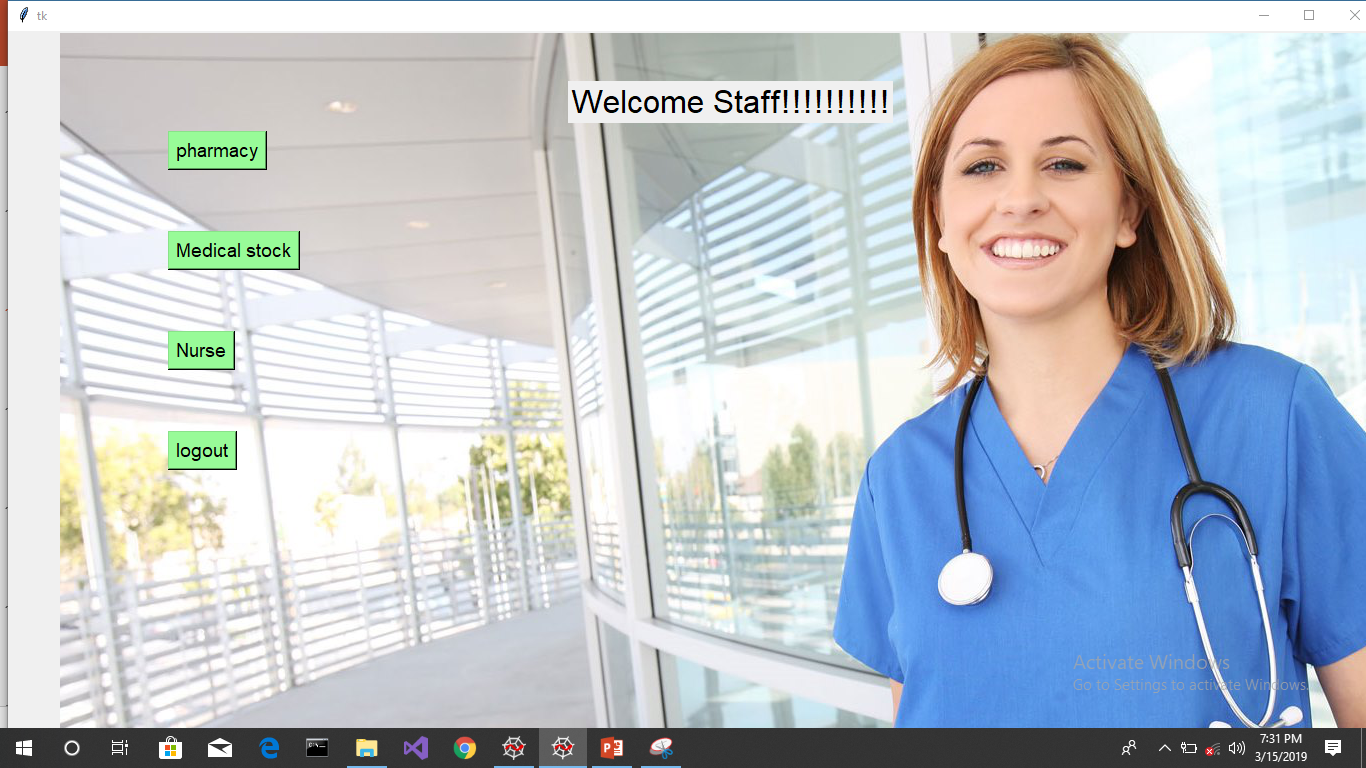 tk
Welcome Staff!!!!!!!!!!
pharmacy
Medical stock
Nurse
logout
Activate Windows
Go to Settings to activate Windows.
7:31 PM
3/15/2019